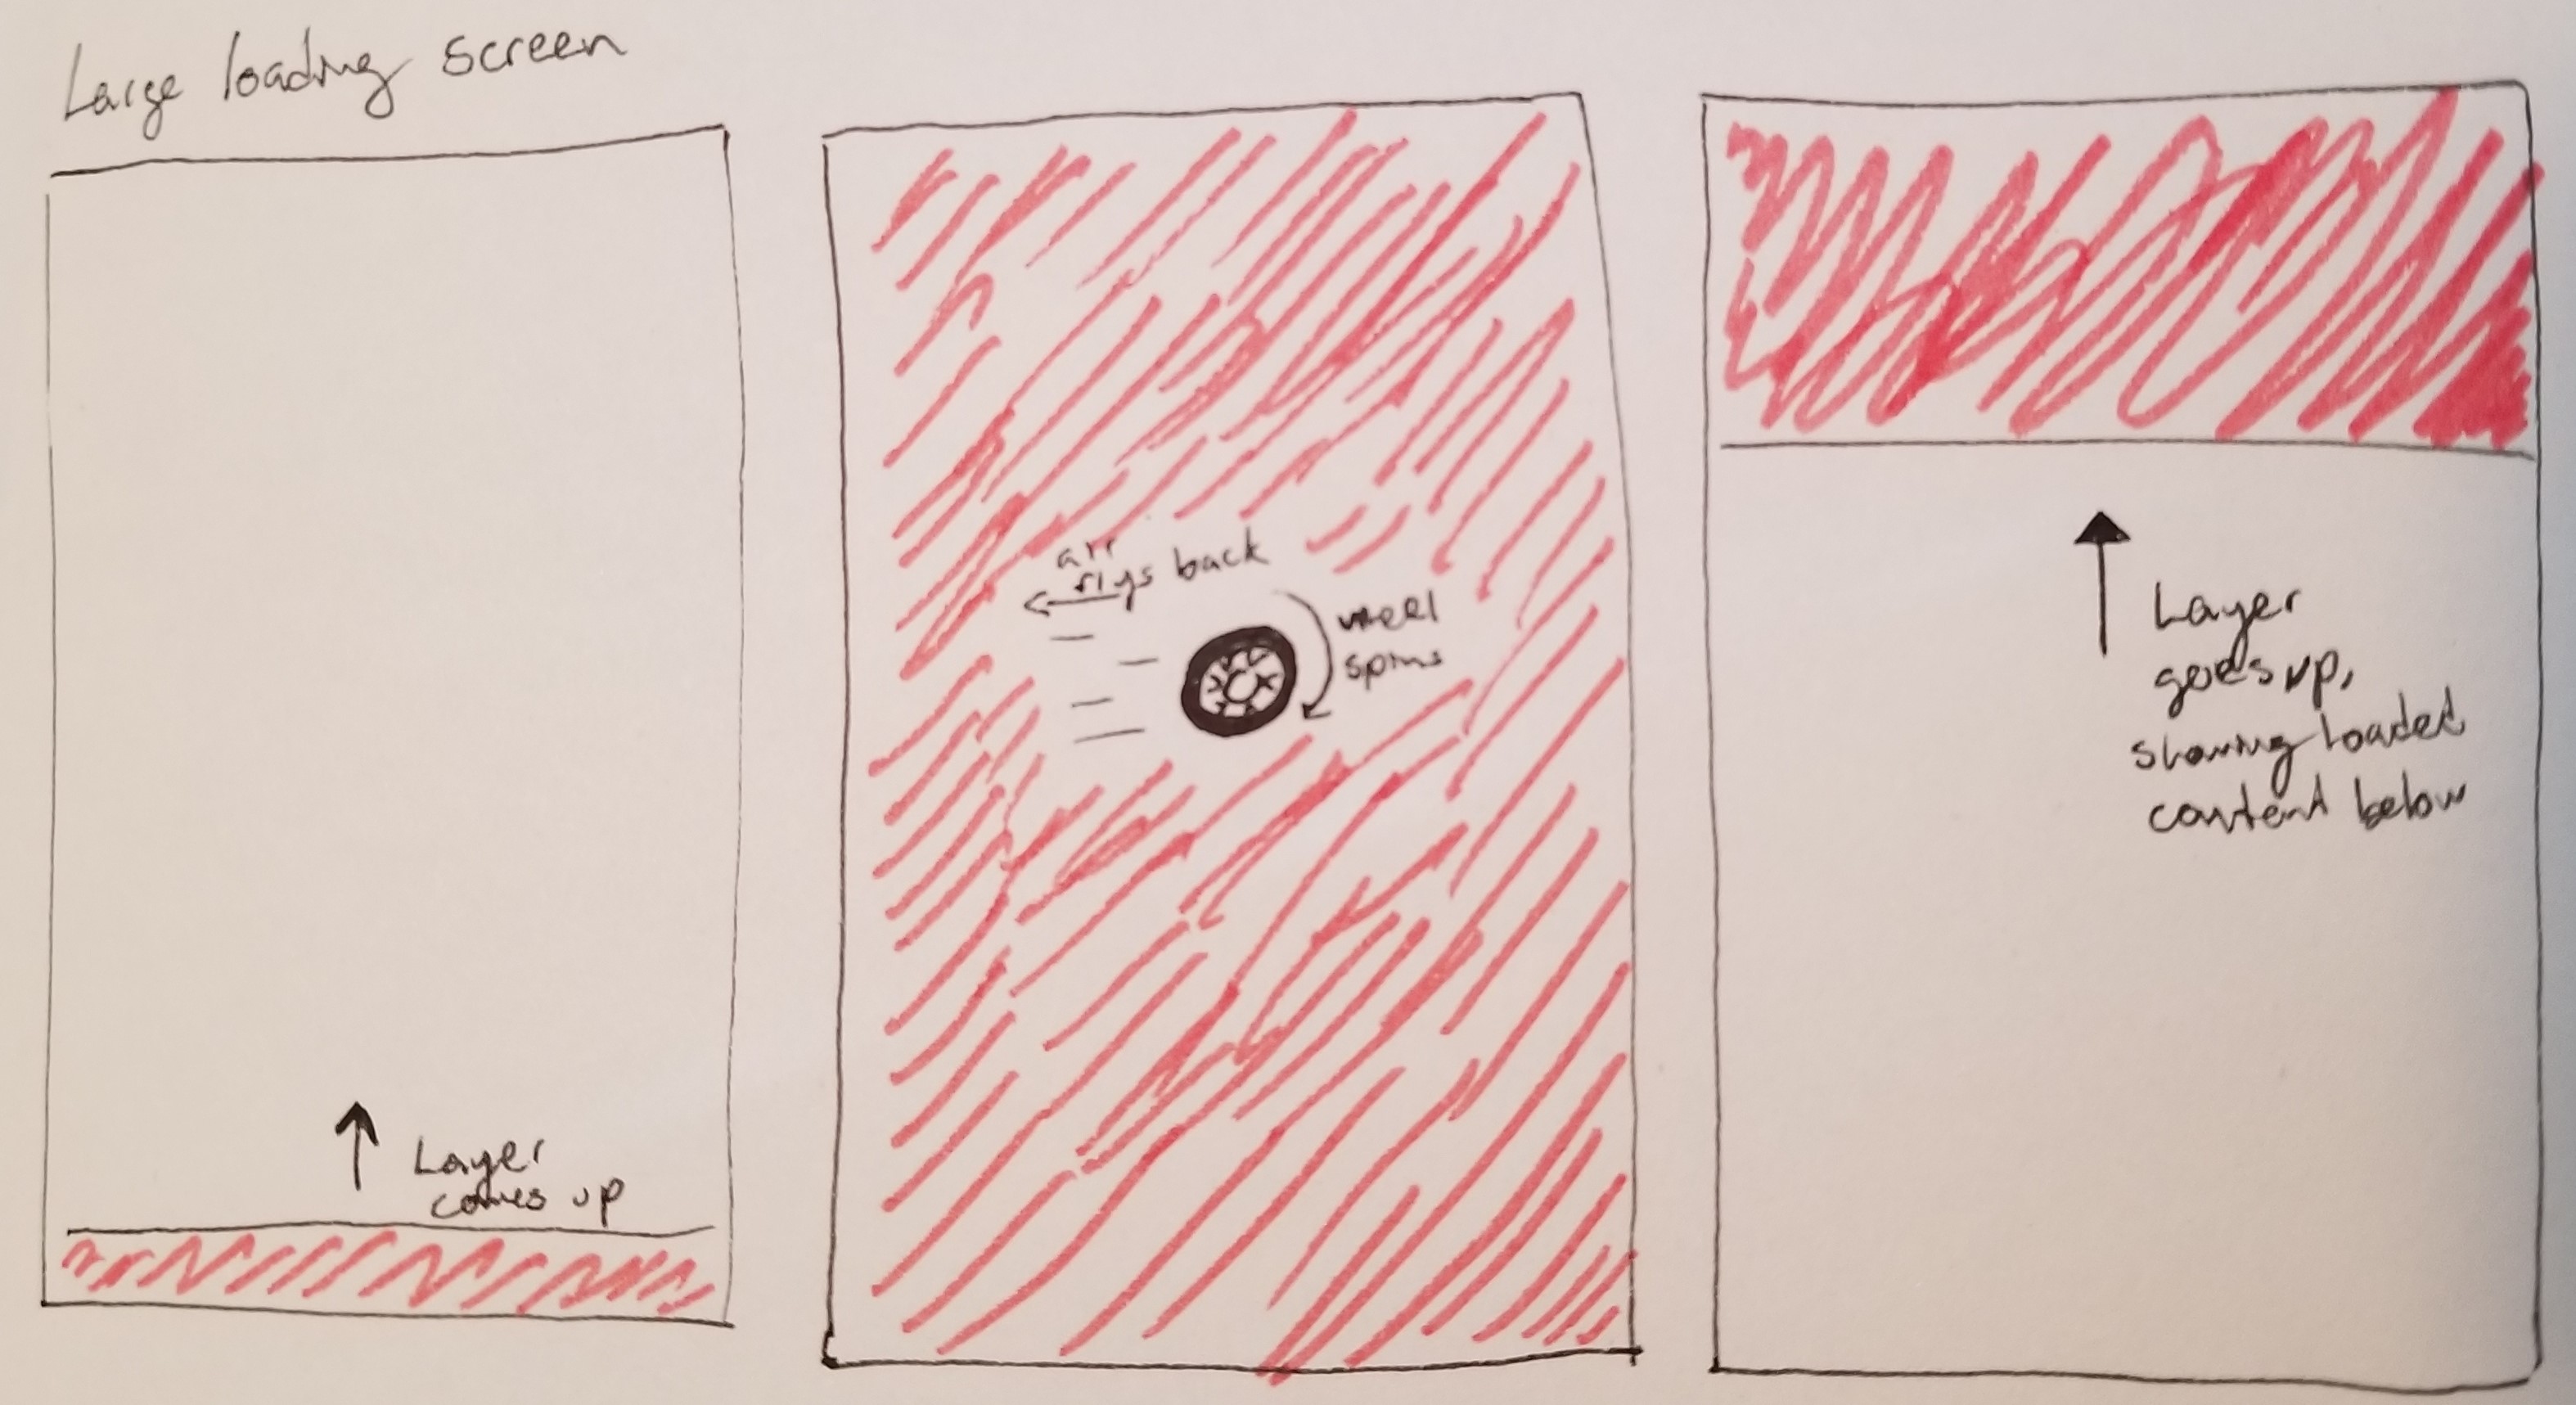 Large loading screen
Layer
comes up
air
flys back
wheel
spins
Layer
goes up,
showing loaded
content below